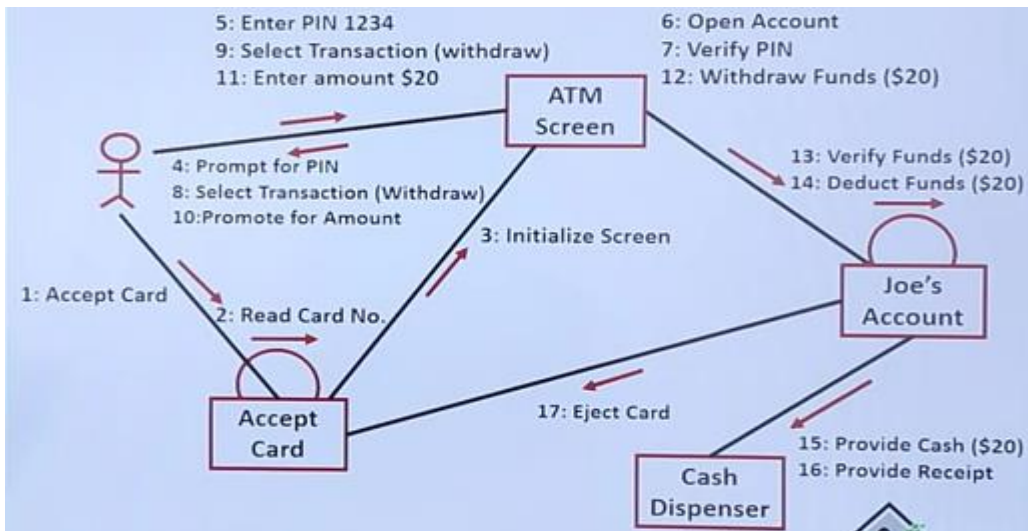 5: Enter PIN 1234
9: Select Transaction (withdraw)
11: Enter amount $20
6: Open Account
7: Verify PIN
12: Withdraw Funds ($20)
ATM
Screen
4: Prompt for PIN
8: Select Transaction (Withdraw)
10:Promote for Amount
13: Verify Funds ($20)
14: Deduct Funds ($20)
3: Initialize Screen
1: Accept Card
2: Read Card No.
Joe's
Account
Accept
Card
17: Eject Card
15: Provide Cash ($20)
16: Provide Receipt
Cash
Dispenser